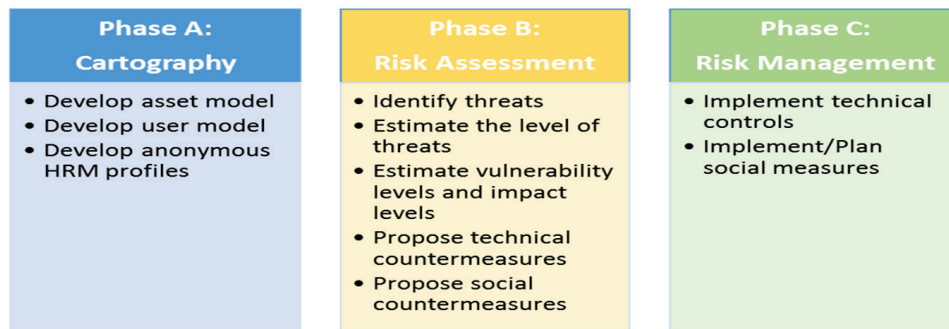 Phase A:
Cartography
• Develop asset model
• Develop user model
• Develop anonymous
HRM profiles
Phase B:
Risk Assessment
• Identify threats
• Estimate the level of
threats
• Estimate vulnerability
levels and impact
levels
• Propose technical
countermeasures
• Propose social
countermeasures
Phase C:
Risk Management
• Implement technical
controls
• Implement/Plan
social measures